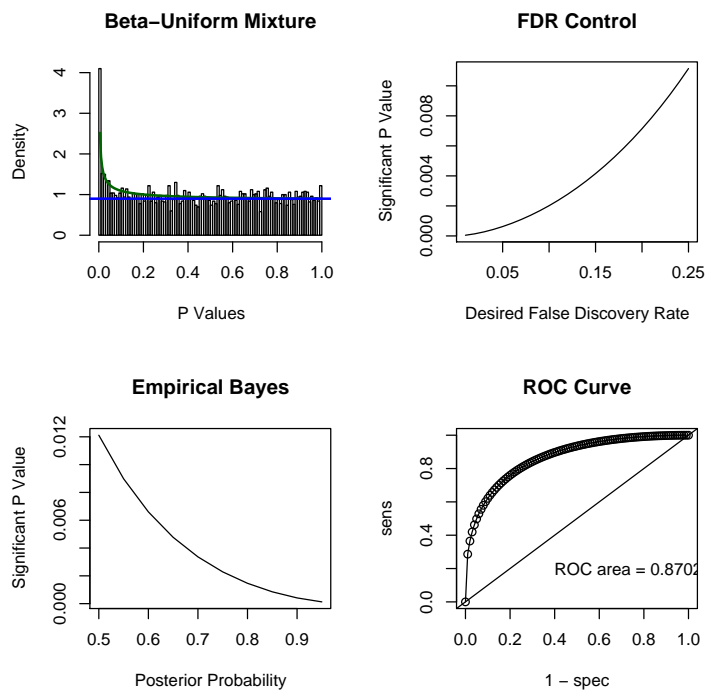 Beta−Uniform Mixture
Density
0 1 2 3 4
0.0 0.2 0.4 0.6 0.8 1.0
P Values
FDR Control
Significant P Value
0.000 0.004 0.008
0.05 0.15 0.25
Desired False Discovery Rate
Empirical Bayes
Significant P Value
0.000 0.006 0.012
0.5 0.6 0.7 0.8 0.9
Posterior Probability
ROC Curve
sens
0.0 0.4 0.8
ROC area = 0.8702
0.0 0.2 0.4 0.6 0.8 1.0
1 − spec